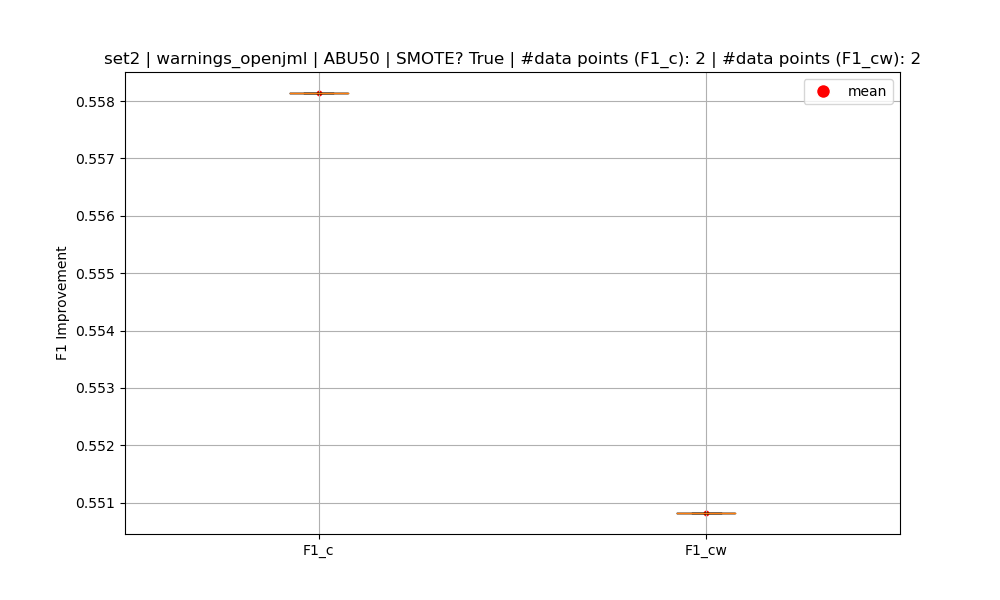 set2 | warnings_openjml | ABU50 | SMOTE? True | #data points (F1_c): 2 | #data points (F1_cw): 2
mean
0.558
0.557
0.556
0.555
0.554
0.553
0.552
0.551
F1 Improvement
F1_c
F1_cw